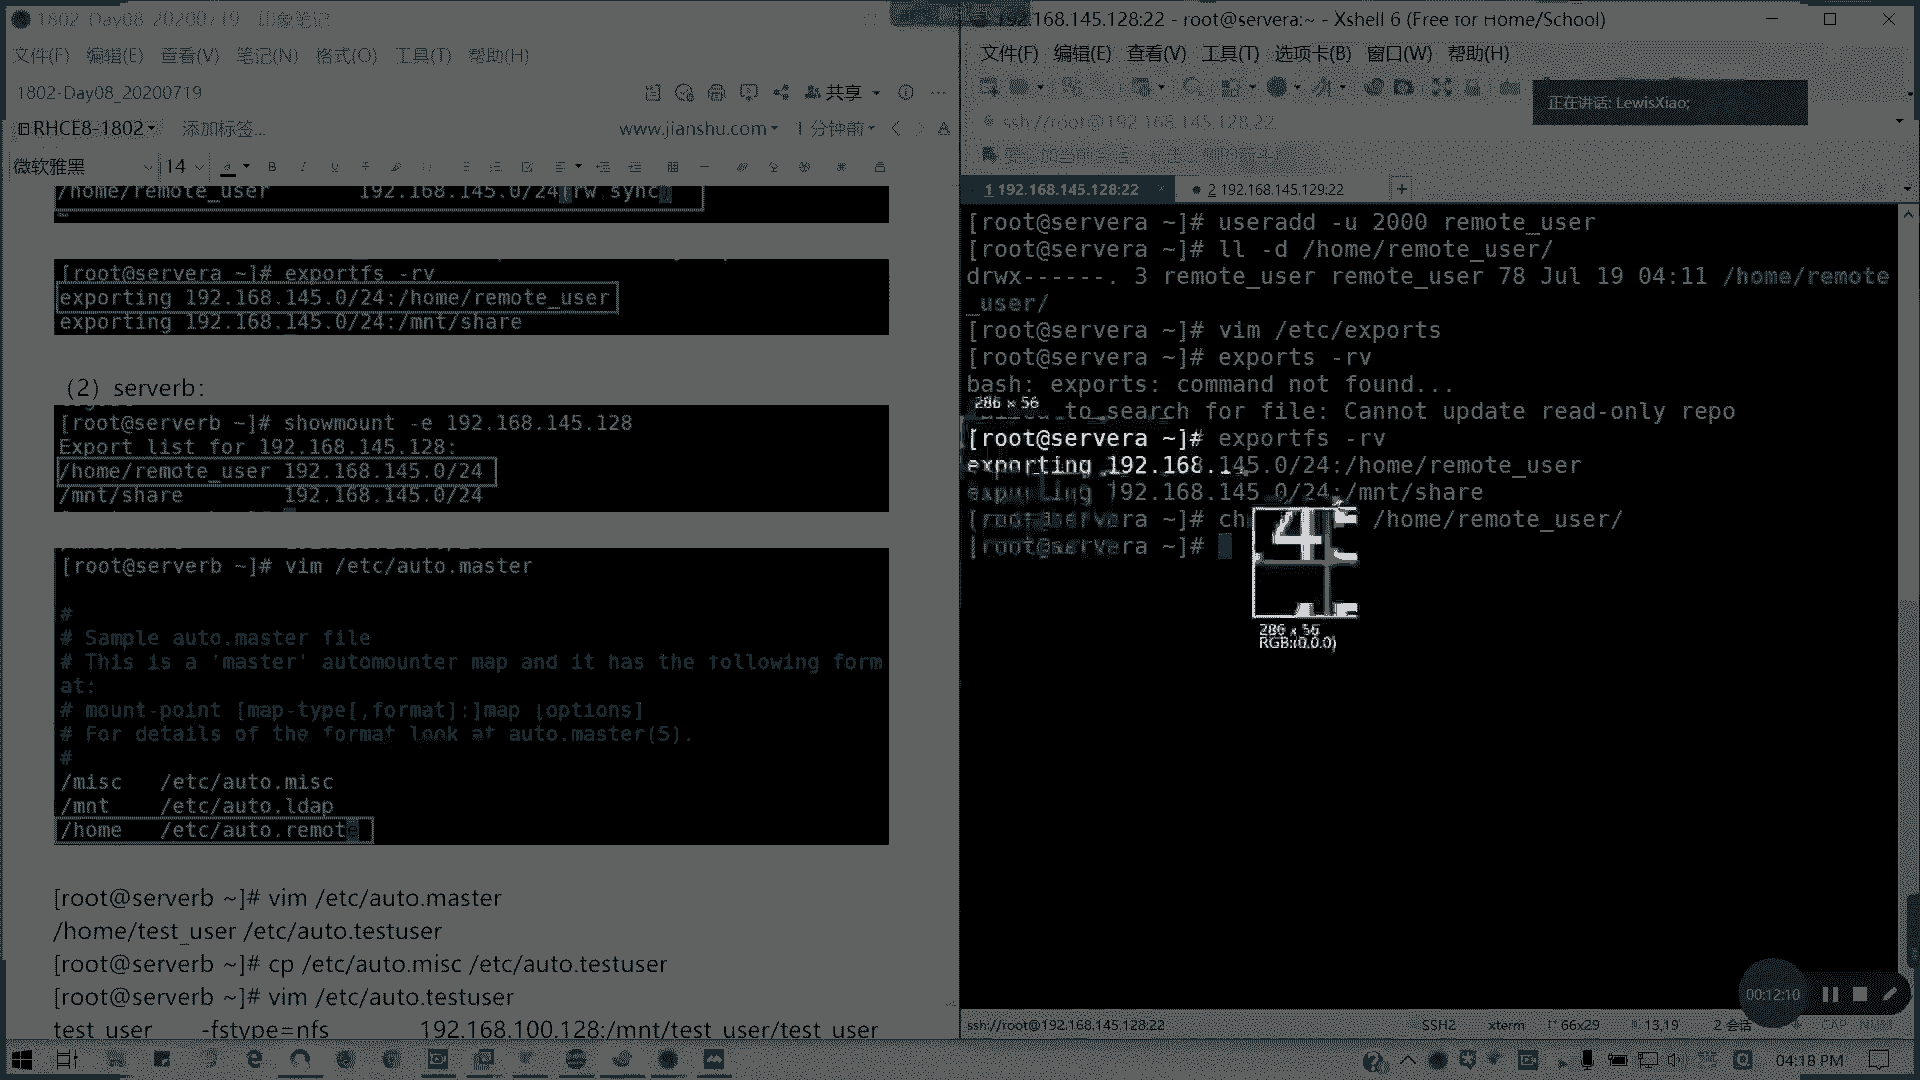 1802-Day08_20200719 - 印象笔记
文件(F) 编辑(E) 查看(V) 笔记(N) 格式(O) 工具(T) 帮助(H)
1802-Day08_20200719
共享
RHCE8-1802 添加标签...
www.jianshu.com 1 分钟前
微软雅黑 14
/home/remote_user 192.168.145.0/24(rw sync)
[root@servera ~]# exportfs -rv
exporting 192.168.145.0/24:/home/remote_user
exporting 192.168.145.0/24:/mnt/share
（2）serverb：
[root@serverb ~]# showmount -e 192.168.145.128
Export list for 192.168.145.128:
/home/remote_user 192.168.145.0/24
/mnt/share 192.168.145.0/24
[root@serverb ~]# vim /etc/auto.master
#
# Sample auto.master file
# This is a 'master' automounter map and it has the following form
at:
# mount-point [map-type[,format]:]map [options]
# For details of the format look at auto.master(5).
#
/misc /etc/auto.misc
/mnt /etc/auto.ldap
/home /etc/auto.remote
[root@serverb ~]# vim /etc/auto.master
/home/test_user /etc/auto.testuser
[root@serverb ~]# cp /etc/auto.misc /etc/auto.testuser
[root@serverb ~]# vim /etc/auto.testuser
test_user -fstype=nfs 192.168.100.128:/mnt/test_user/test_user
192.168.145.128:22 - root@servera:~ - Xshell 6 (Free for Home/School)
文件(F) 编辑(E) 查看(V) 工具(T) 选项卡(B) 窗口(W) 帮助(H)
正在讲话: LewisXiao;
ssh://root@192.168.145.128:22
1 192.168.145.128:22
2 192.168.145.129:22
[root@servera ~]# useradd -u 2000 remote_user
[root@servera ~]# ll -d /home/remote_user/
drwx------. 3 remote_user remote_user 78 Jul 19 04:11 /home/remote
_user/
[root@servera ~]# vim /etc/exports
[root@servera ~]# exports -rv
bash: exports: command not found...
286 × 56
to search for file: Cannot update read-only repo
[root@servera ~]# exportfs -rv
exporting 192.168.145.0/24:/home/remote_user
exporting 192.168.145.0/24:/mnt/share
[root@servera ~]# ch /home/remote_user/
[root@servera ~]#
286 x 56
RGB:(0,0,0)
00:12:10
ssh://root@192.168.145.128:22 SSH2 xterm 66x29 13,19 2 会话 CAP NUM
04:18 PM